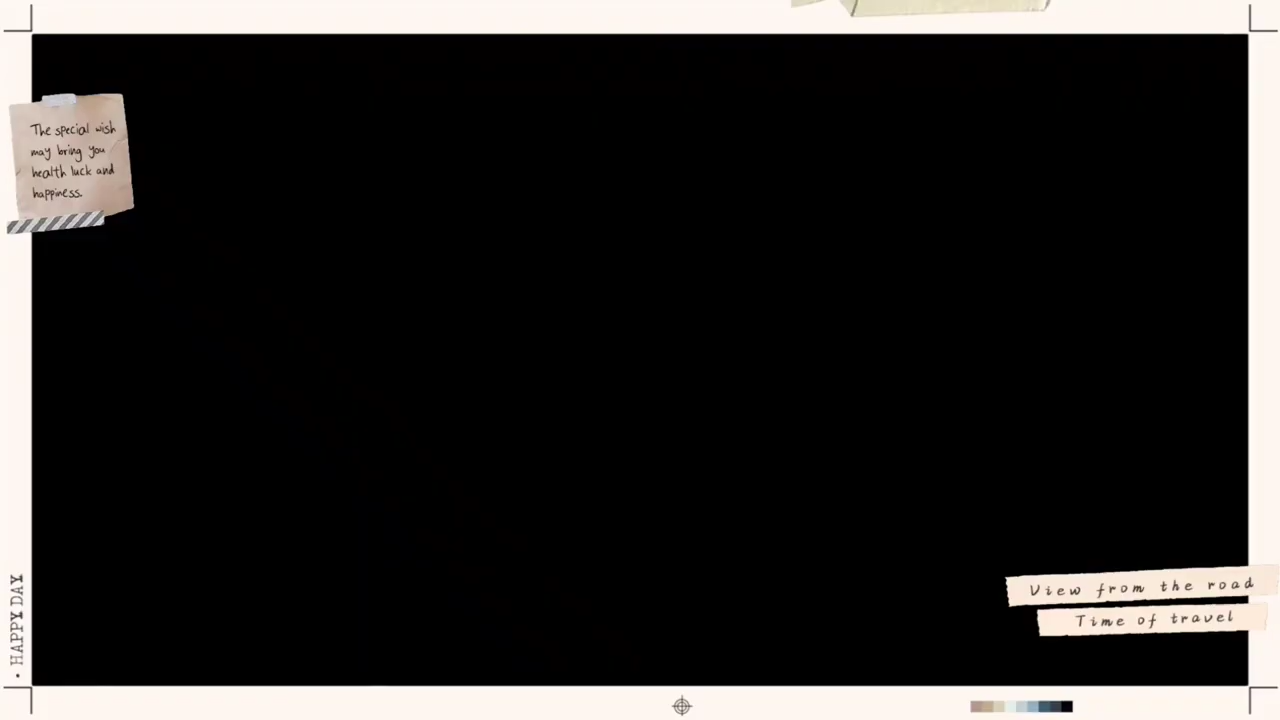 The special wish
may bring you
health luck and
happiness.
• HAPPY DAY
View from the road
Time of travel